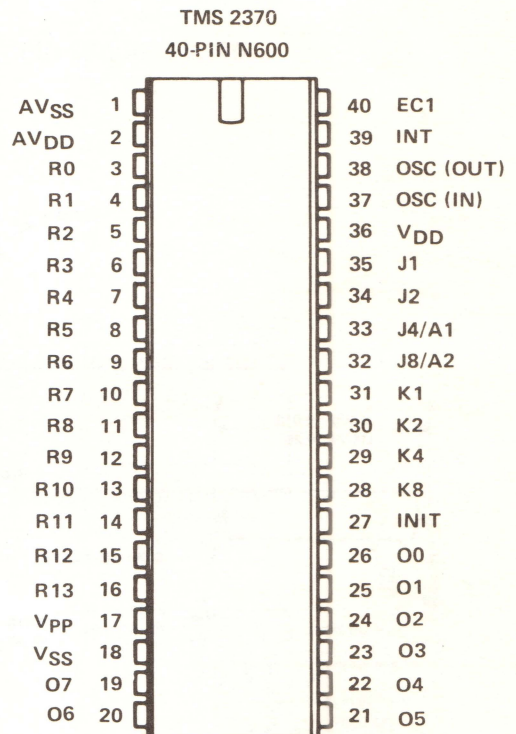 TMS 2370
40-PIN N600
AVSS 1 40 EC1
AVDD 2 39 INT
R0 3 38 OSC (OUT)
R1 4 37 OSC (IN)
R2 5 36 VDD
R3 6 35 J1
R4 7 34 J2
R5 8 33 J4/A1
R6 9 32 J8/A2
R7 10 31 K1
R8 11 30 K2
R9 12 29 K4
R10 13 28 K8
R11 14 27 INIT
R12 15 26 O0
R13 16 25 O1
VPP 17 24 O2
VSS 18 23 O3
O7 19 22 O4
O6 20 21 O5